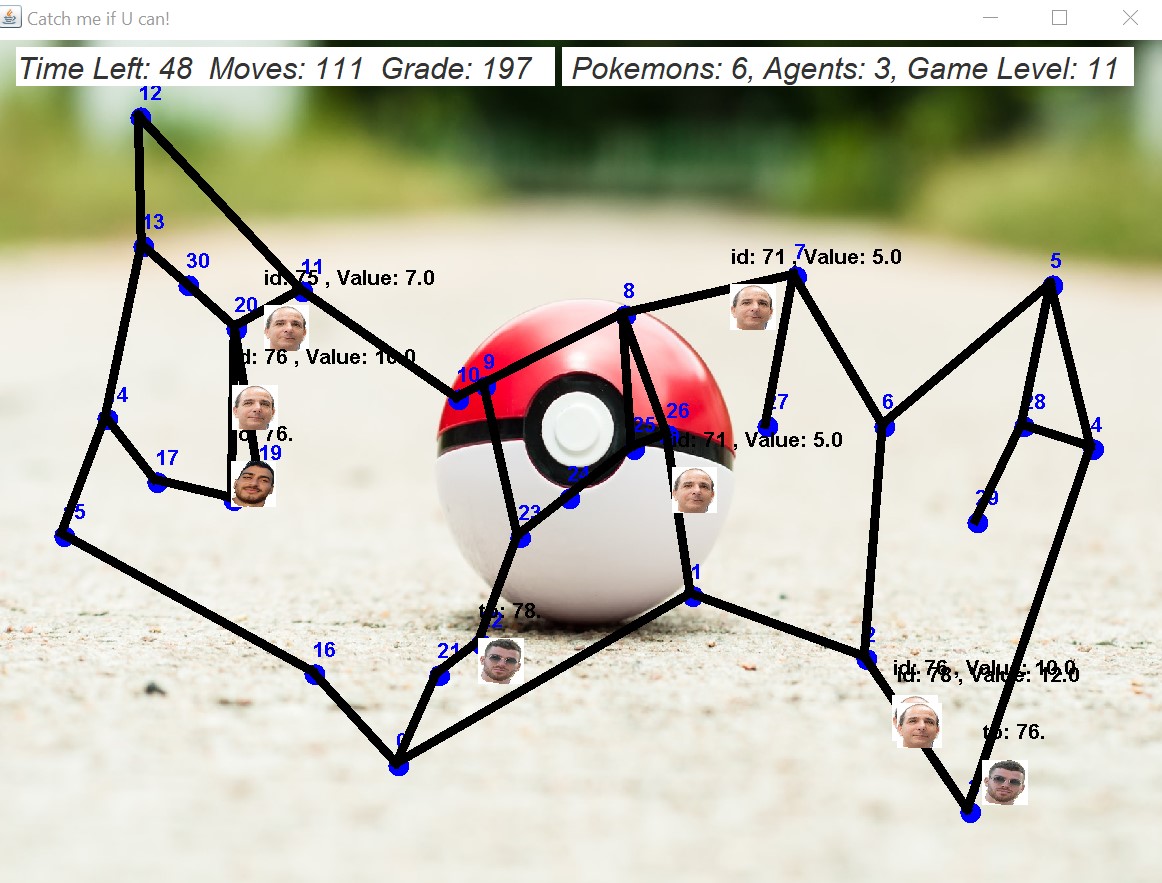 Catch me if U can!
Time Left: 48 Moves: 111 Grade: 197
Pokemons: 6, Agents: 3, Game Level: 11
12
13
30
11
id: 75 , Value: 7.0
20
7
id: 71 , Value: 5.0
5
8
76 , Value: 10.0
9
10
6
28
4
26
25
id: 71 , Value: 5.0
76.
19
17
29
23
1
78.
21
16
2
id: 76 , Value: 10.0
id: 78 , Value: 12.0
0
to: 76.